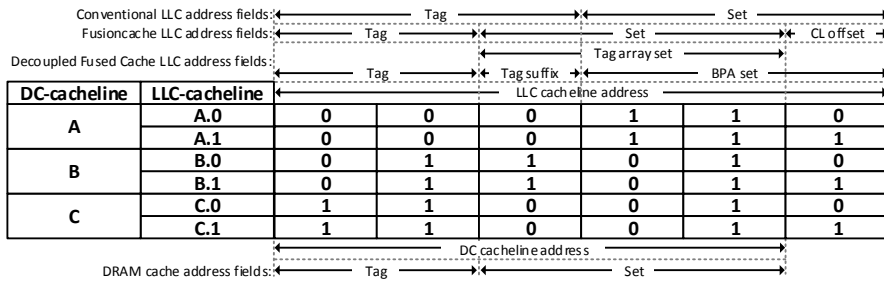 Conventional LLC address fields: Tag Set
Fusioncache LLC address fields: Tag Set CL offset
Tag array set
Decoupled Fused Cache LLC address fields: Tag Tag suffix BPA set
DC-cacheline LLC-cacheline LLC cacheline address
A A.0 0 0 0 1 1 0
A.1 0 0 0 1 1 1
B B.0 0 1 1 0 1 0
B.1 0 1 1 0 1 1
C C.0 1 1 0 0 1 0
C.1 1 1 0 0 1 1
DC cacheline address
DRAM cache address fields: Tag Set